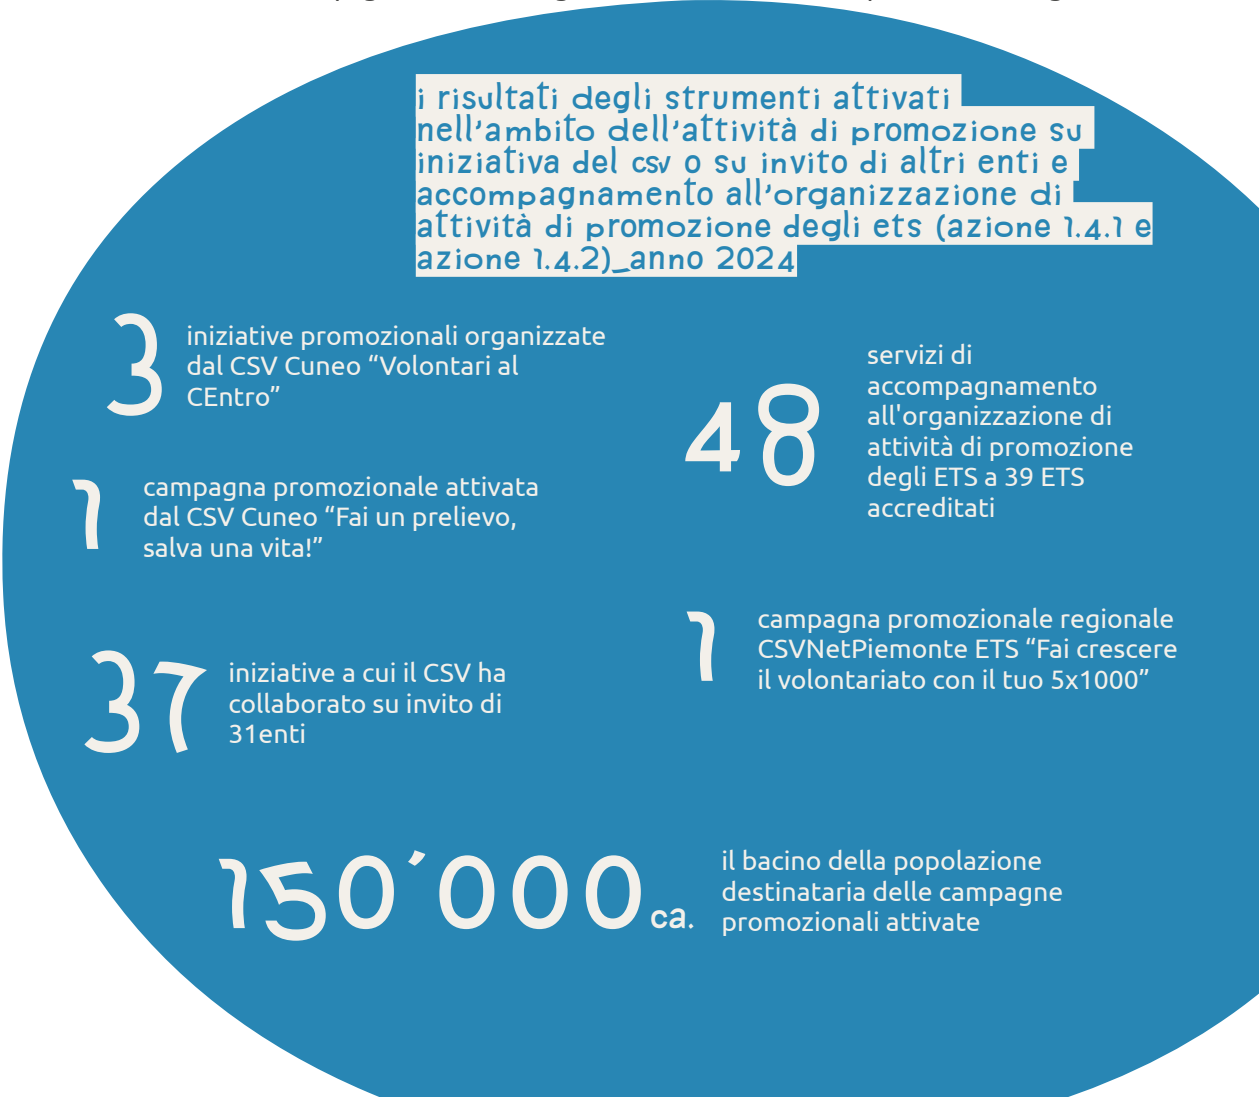 i risultati degli strumenti attivati
nell'ambito dell'attività di promozione su
iniziativa del csv o su invito di altri enti e
accompagnamento all'organizzazione di
attività di promozione degli ets (azione 1.4.1 e
azione 1.4.2)_anno 2024
3
iniziative promozionali organizzate
dal CSV Cuneo “Volontari al
CEntro”
1
campagna promozionale attivata
dal CSV Cuneo “Fai un prelievo,
salva una vita!”
37
iniziative a cui il CSV ha
collaborato su invito di
31enti
48
servizi di
accompagnamento
all'organizzazione di
attività di promozione
degli ETS a 39 ETS
accreditati
1
campagna promozionale regionale
CSVNetPiemonte ETS “Fai crescere
il volontariato con il tuo 5x1000”
150´000 ca.
il bacino della popolazione
destinataria delle campagne
promozionali attivate